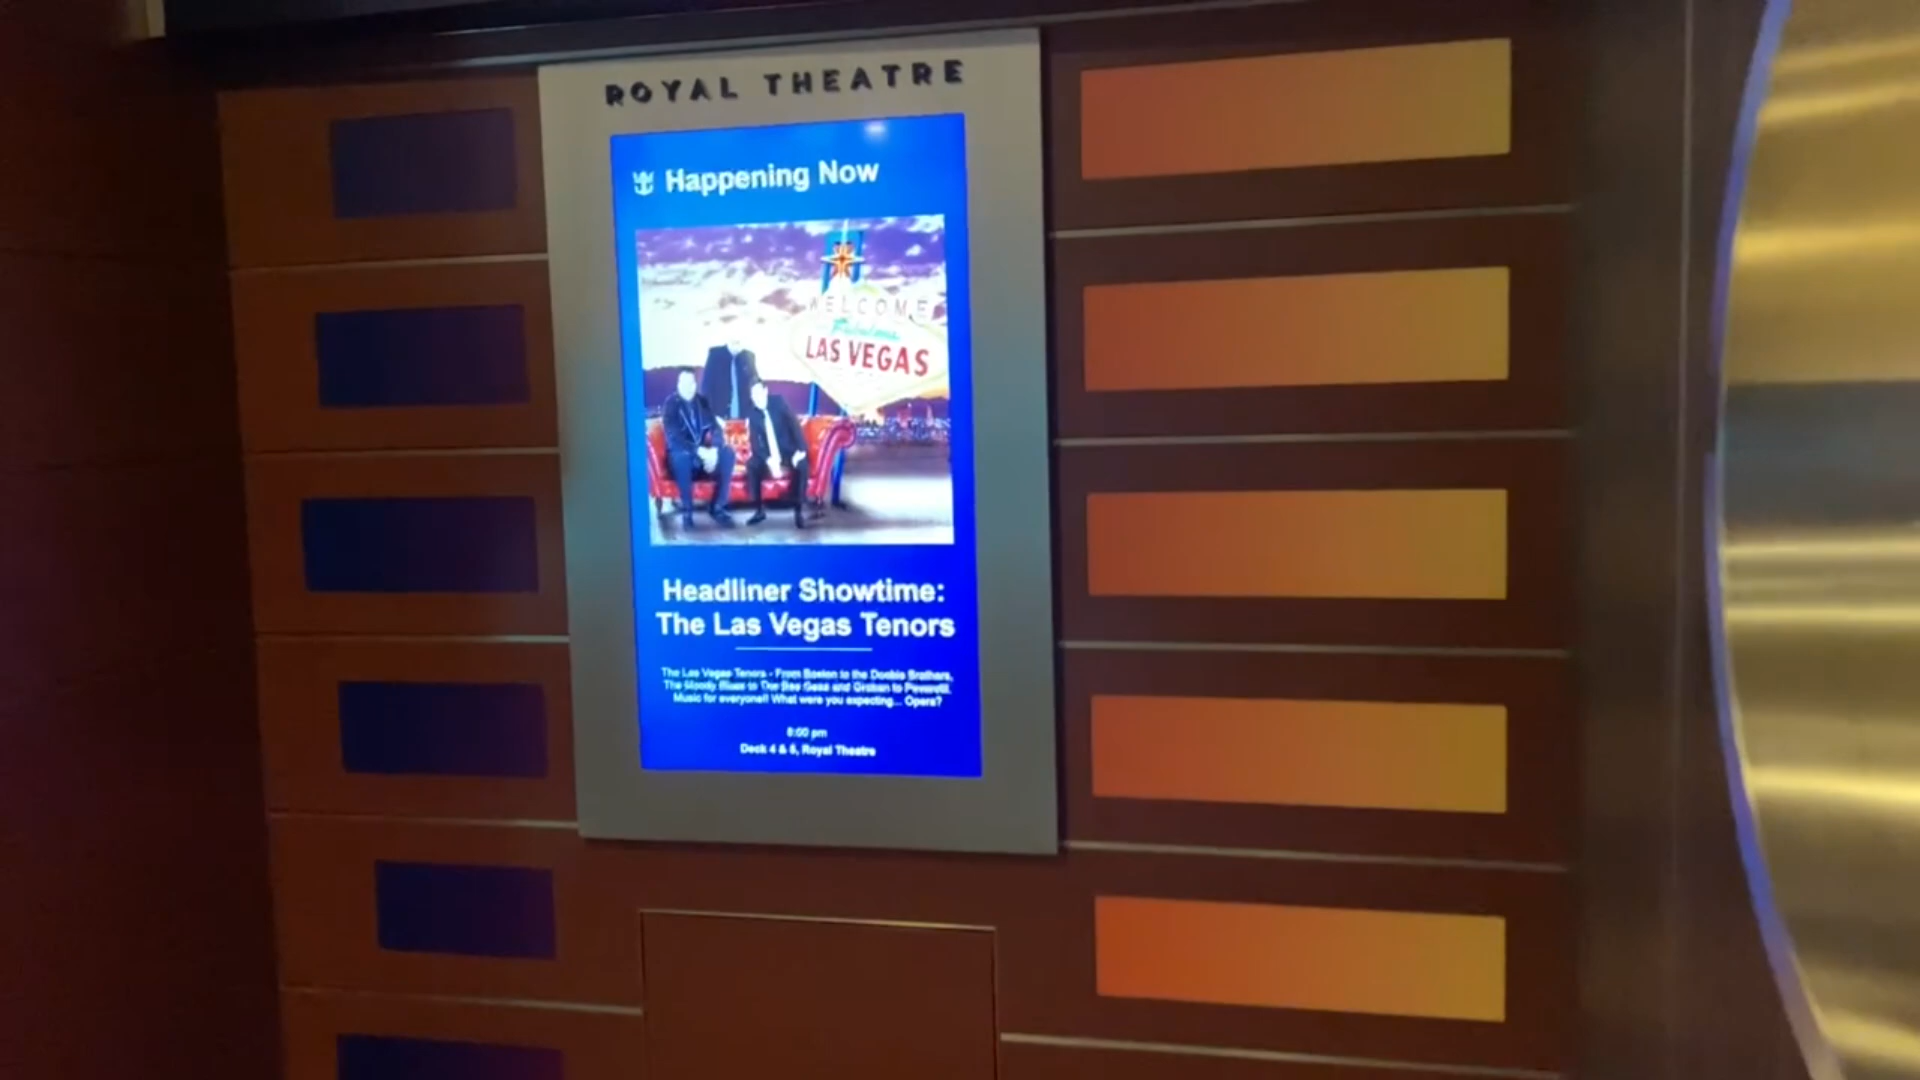 ROYAL THEATRE
Happening Now
WELCOME
Fabulous
LAS VEGAS
Headliner Showtime:
The Las Vegas Tenors
The Las Vegas Tenors - From Boston to the Doobie Brothers,
The Moody Blues to The Bee Gees and Groban to Pavarotti.
Music for everyone!! What were you expecting... Opera?
8:00 pm
Deck 4 & 5, Royal Theatre